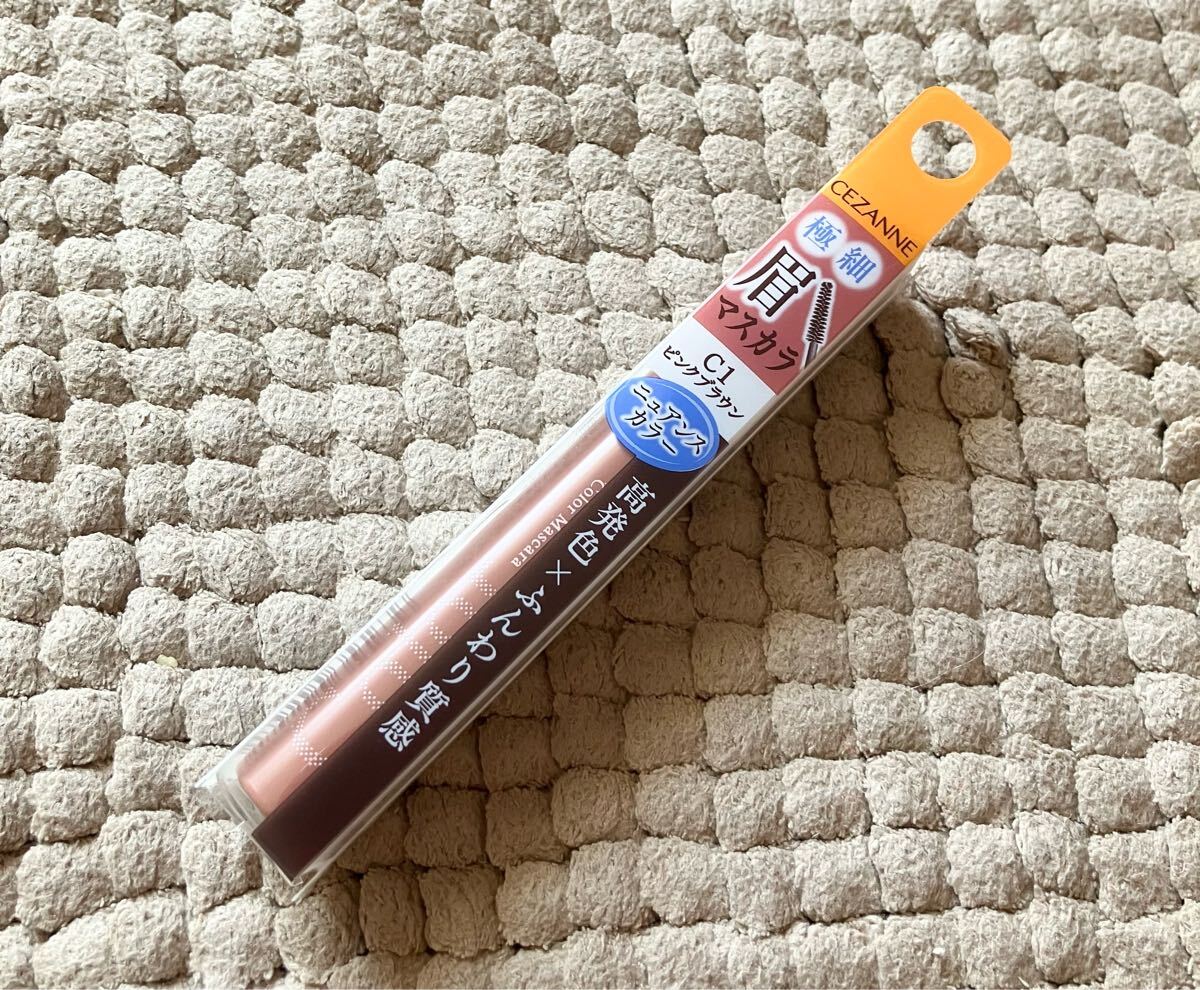 CEZANNE
極細
眉
マスカラ
C1
ピンクブラウン
ニュアンス
カラー
高発色×ふんわり質感
Color Mascara